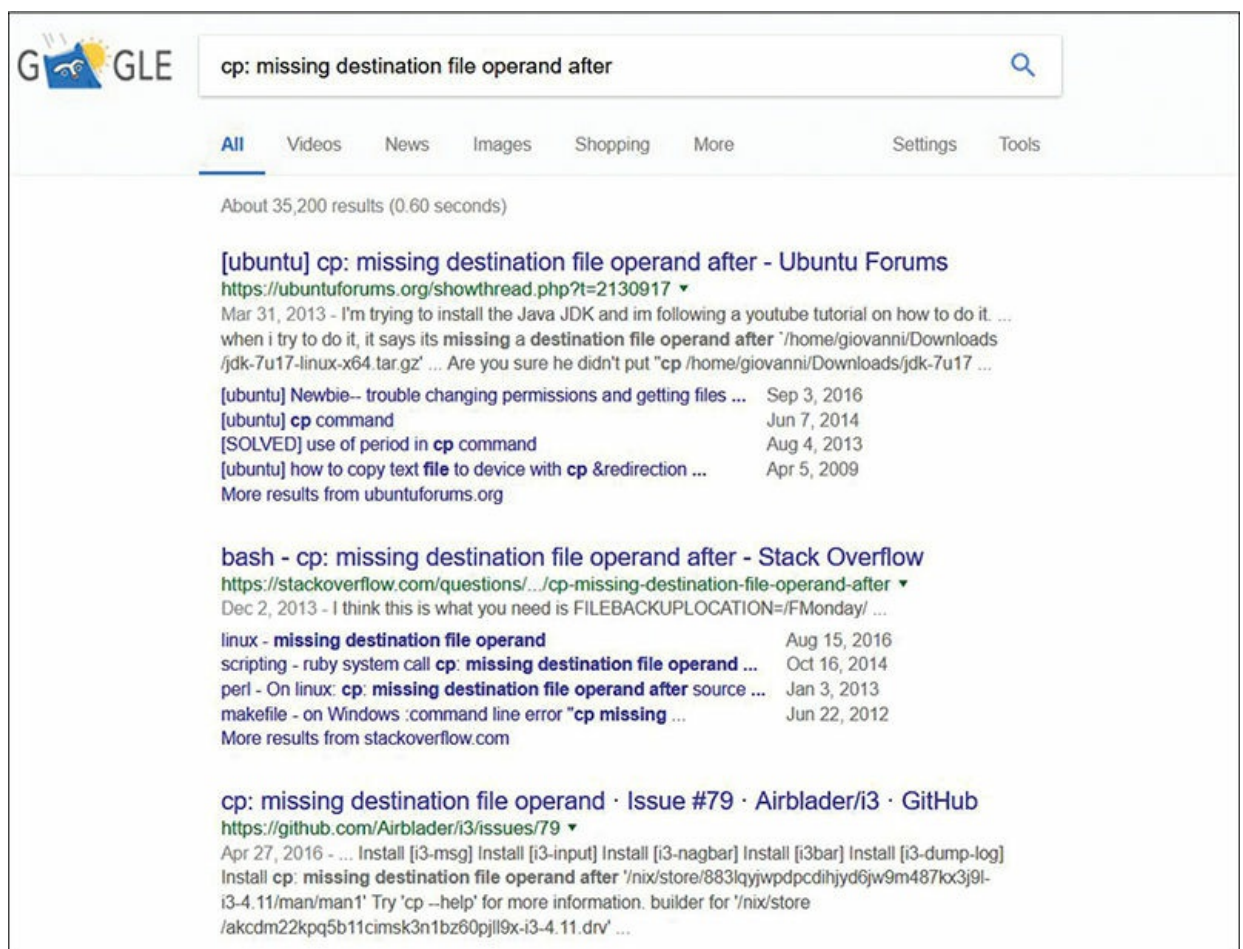 G GLE
cp: missing destination file operand after
All Videos News Images Shopping More Settings Tools
About 35,200 results (0.60 seconds)
[ubuntu] cp: missing destination file operand after - Ubuntu Forums
https://ubuntuforums.org/showthread.php?t=2130917
Mar 31, 2013 - I'm trying to install the Java JDK and im following a youtube tutorial on how to do it. ...
when i try to do it, it says its missing a destination file operand after `/home/giovanni/Downloads
/jdk-7u17-linux-x64.tar.gz' ... Are you sure he didn't put "cp /home/giovanni/Downloads/jdk-7u17 ...
[ubuntu] Newbie-- trouble changing permissions and getting files ... Sep 3, 2016
[ubuntu] cp command Jun 7, 2014
[SOLVED] use of period in cp command Aug 4, 2013
[ubuntu] how to copy text file to device with cp &redirection ... Apr 5, 2009
More results from ubuntuforums.org
bash - cp: missing destination file operand after - Stack Overflow
https://stackoverflow.com/questions/.../cp-missing-destination-file-operand-after
Dec 2, 2013 - I think this is what you need is FILEBACKUPLOCATION=/FMonday/ ...
linux - missing destination file operand Aug 15, 2016
scripting - ruby system call cp: missing destination file operand ... Oct 16, 2014
perl - On linux: cp: missing destination file operand after source ... Jan 3, 2013
makefile - on Windows :command line error "cp missing ... Jun 22, 2012
More results from stackoverflow.com
cp: missing destination file operand · Issue #79 · Airblader/i3 · GitHub
https://github.com/Airblader/i3/issues/79
Apr 27, 2016 - ... Install [i3-msg] Install [i3-input] Install [i3-nagbar] Install [i3bar] Install [i3-dump-log]
Install cp: missing destination file operand after '/nix/store/883lqyjwpdpcdihjyd6jw9m487kx3j9l-
i3-4.11/man/man1' Try 'cp --help' for more information. builder for '/nix/store
/akcdm22kpq5b11cimsk3n1bz60pjll9x-i3-4.11.drv' ...